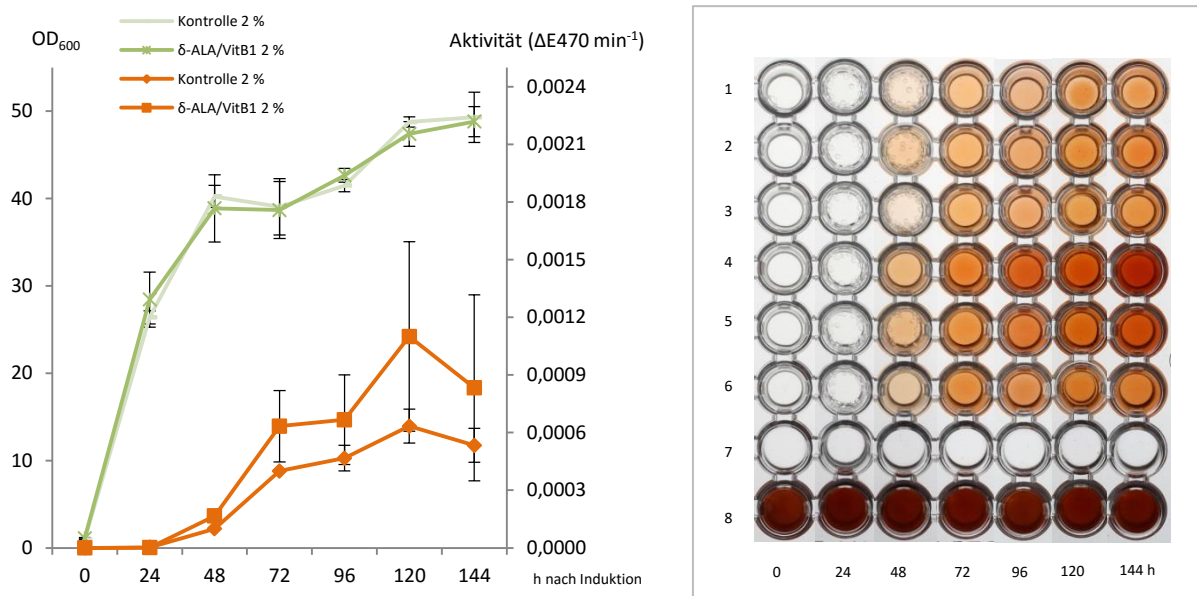 Kontrolle 2 %
δ-ALA/VitB1 2 %
Kontrolle 2 %
δ-ALA/VitB1 2 %
OD600
Aktivität (ΔE470 min-1)
50
40
30
20
10
0
0,0024
0,0021
0,0018
0,0015
0,0012
0,0009
0,0006
0,0003
0,0000
0 24 48 72 96 120 144
h nach Induktion
1
2
3
4
5
6
7
8
0 24 48 72 96 120 144 h